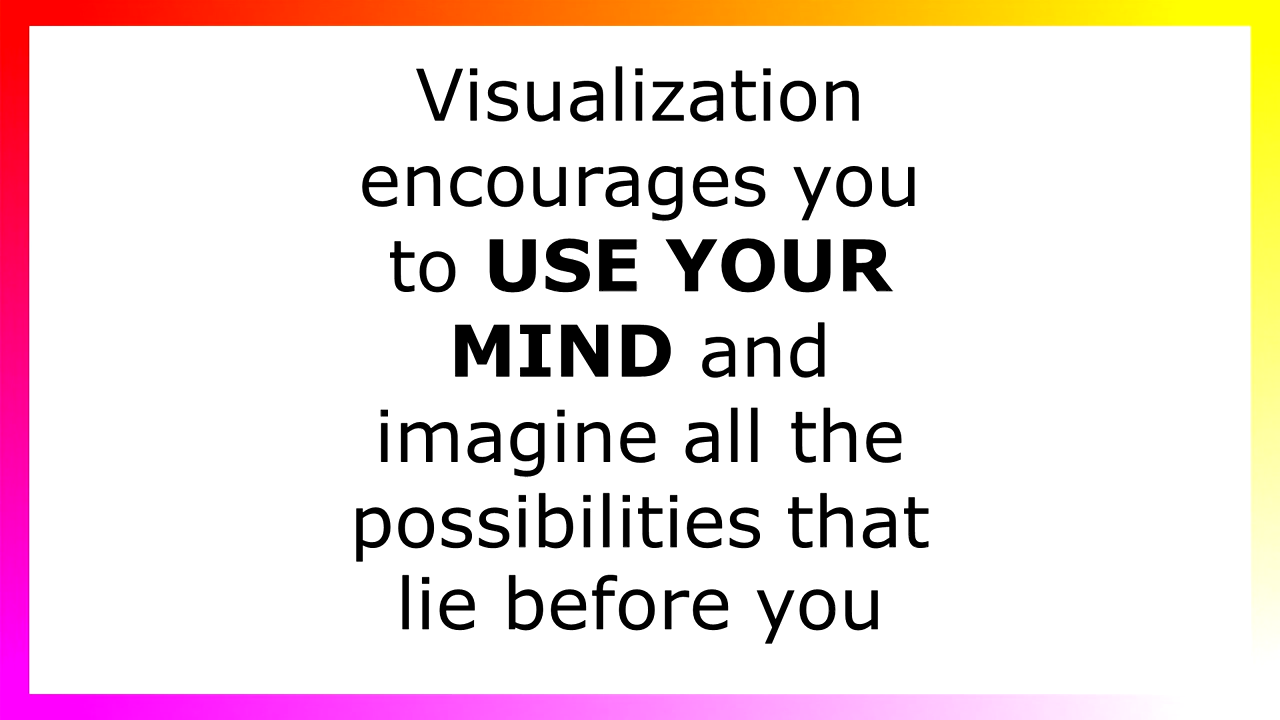 Visualization
encourages you
to USE YOUR
MIND and
imagine all the
possibilities that
lie before you